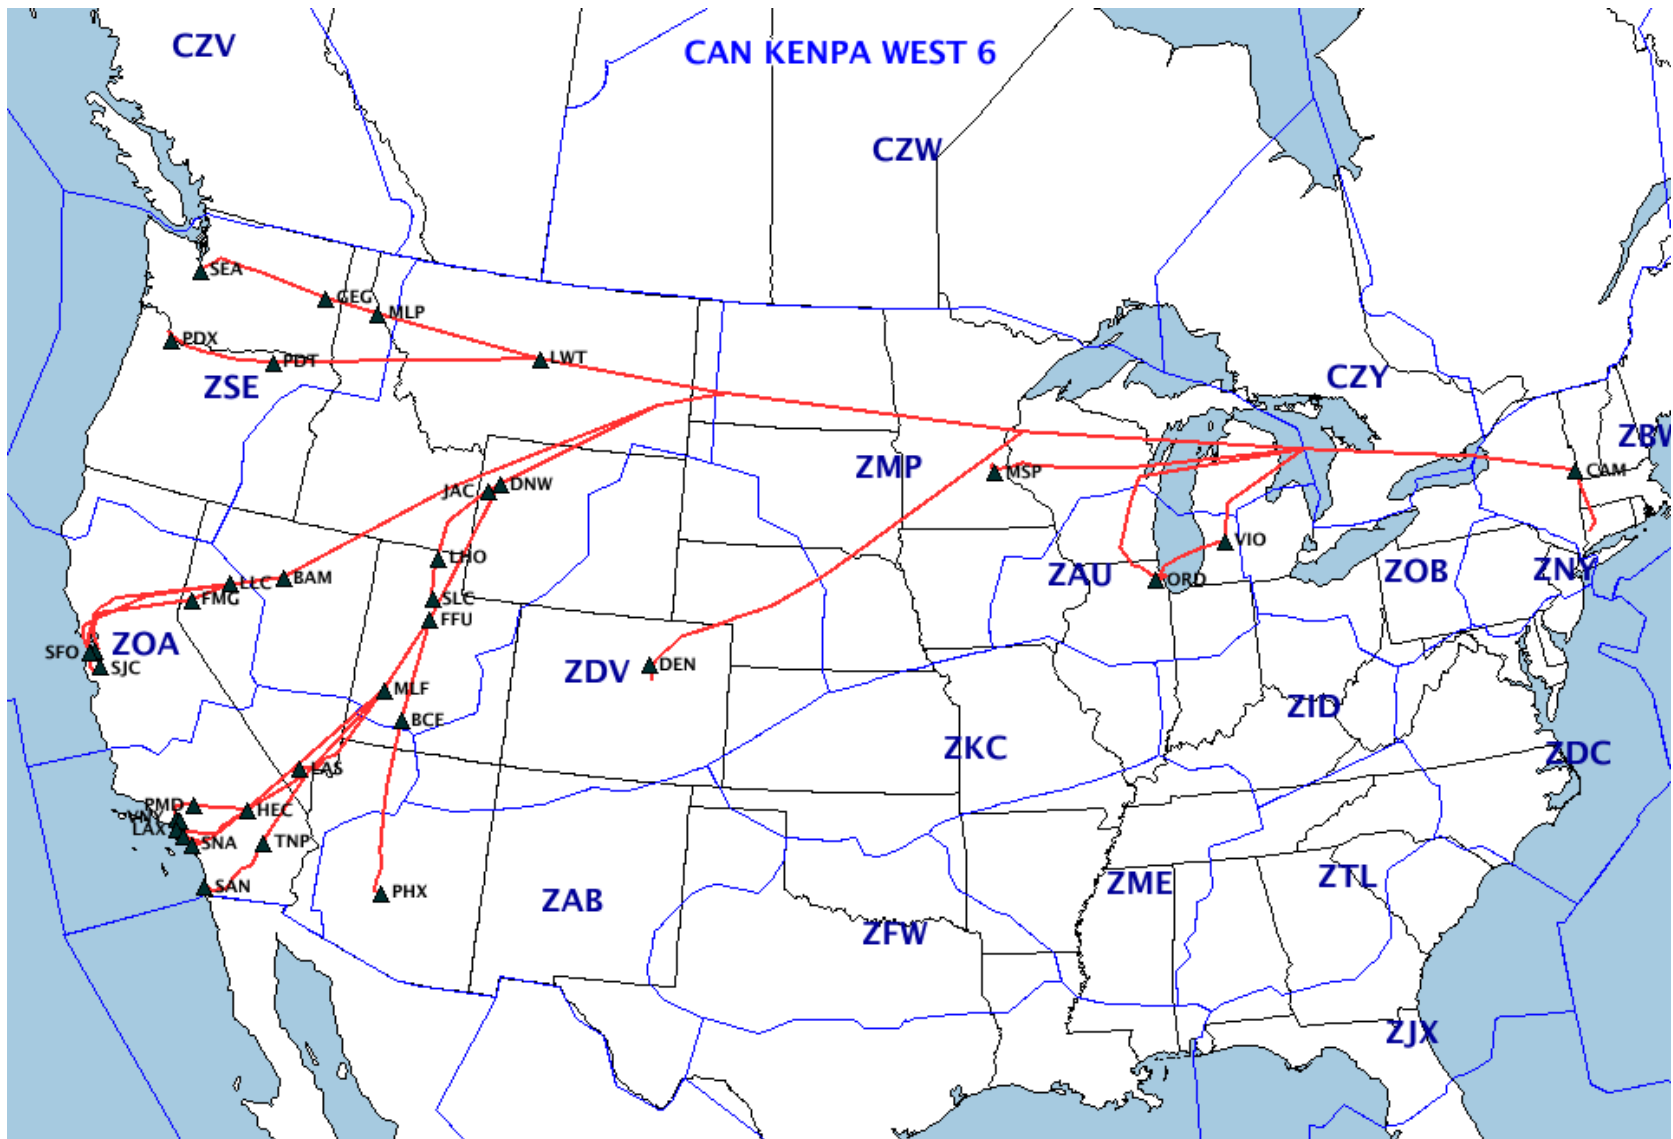 CZV
CAN KENPA WEST 6
CZW
SEA
GEG
MLP
PDX
PDT
LWT
ZSE
CZY
ZBW
ZMP
MSP
CAM
JAC
DNW
VIO
LHO
BAM
LLC
FMG
SLC
FFU
ZAU
ORD
ZOB
ZNY
SFO
ZOA
SJC
ZDV
DEN
MLF
BCE
ZID
ZKC
ZDC
LAS
PMD
HEC
VNY
LAX
SNA
TNP
SAN
PHX
ZAB
ZME
ZTL
ZFW
ZJX